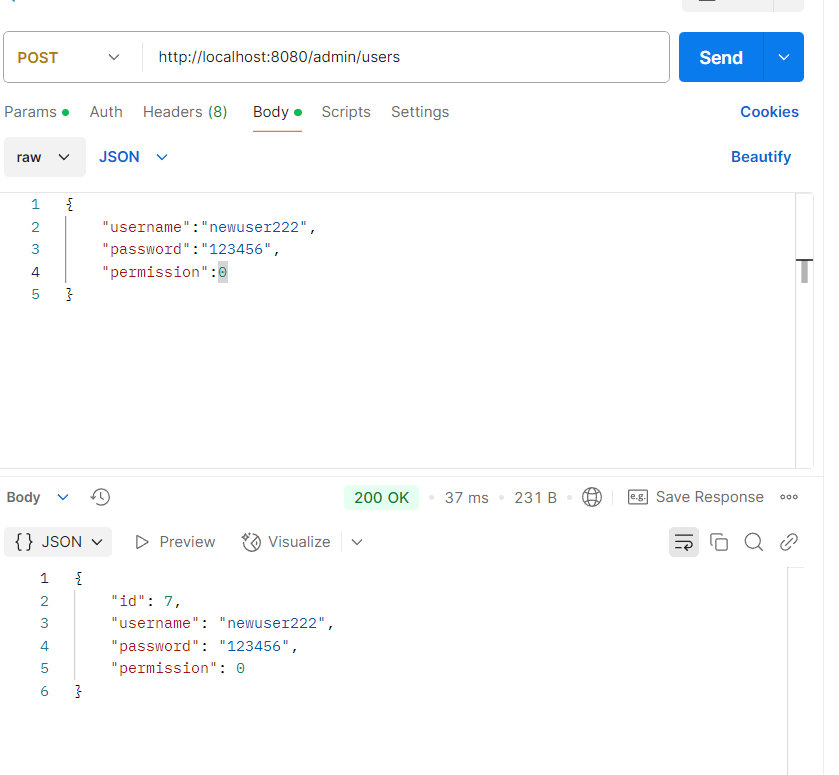 POST http://localhost:8080/admin/users Send
Params Auth Headers (8) Body Scripts Settings Cookies
raw JSON Beautify
1 {
2 "username":"newuser222",
3 "password":"123456",
4 "permission":0
5 }
Body 200 OK 37 ms 231 B e.g. Save Response
{} JSON Preview Visualize
1 {
2 "id": 7,
3 "username": "newuser222",
4 "password": "123456",
5 "permission": 0
6 }